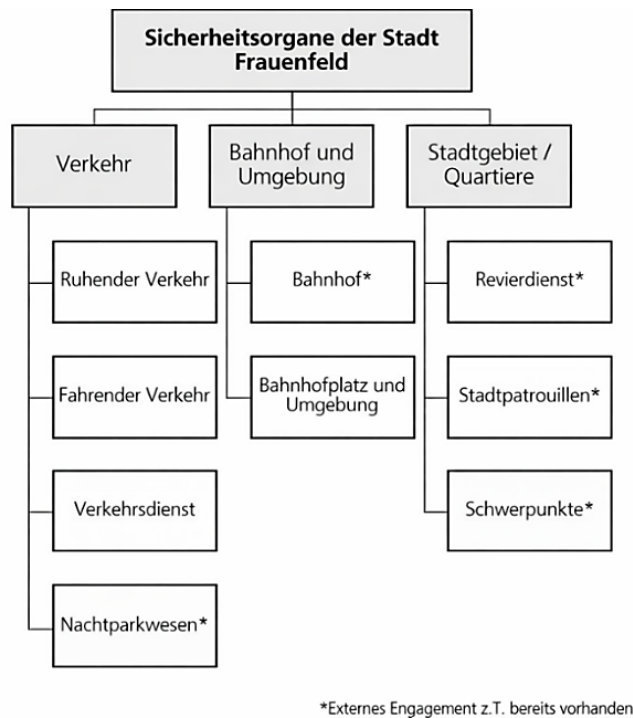 Sicherheitsorgane der Stadt
Frauenfeld
Verkehr
Bahnhof und
Umgebung
Stadtgebiet /
Quartiere
Ruhender Verkehr
Bahnhof*
Revierdienst*
Fahrender Verkehr
Bahnhofplatz und
Umgebung
Stadtpatrouillen*
Verkehrsdienst
Schwerpunkte*
Nachtparkwesen*
*Externes Engagement z.T. bereits vorhanden